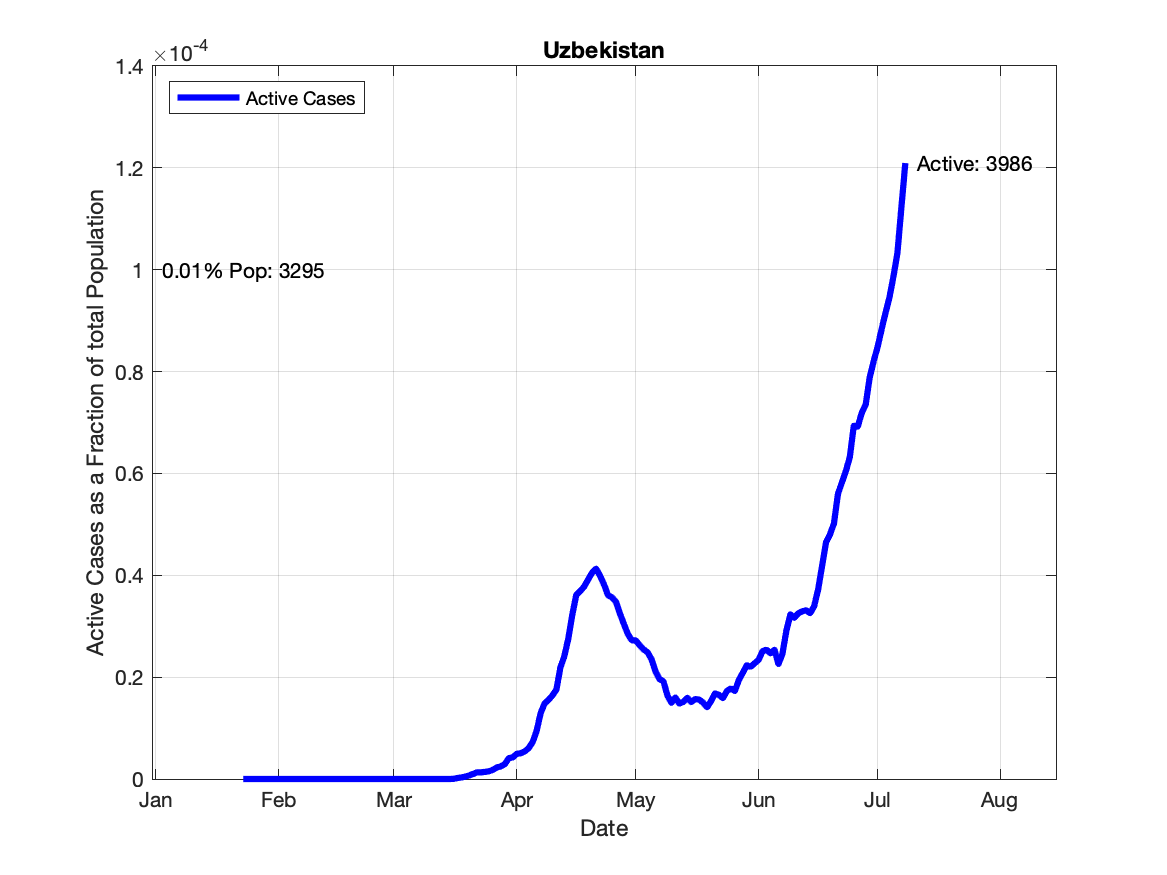 Uzbekistan
×10-4
Active Cases
1.4
1.2
1
0.8
0.6
0.4
0.2
0
Active: 3986
0.01% Pop: 3295
Active Cases as a Fraction of total Population
Jan Feb Mar Apr May Jun Jul Aug
Date